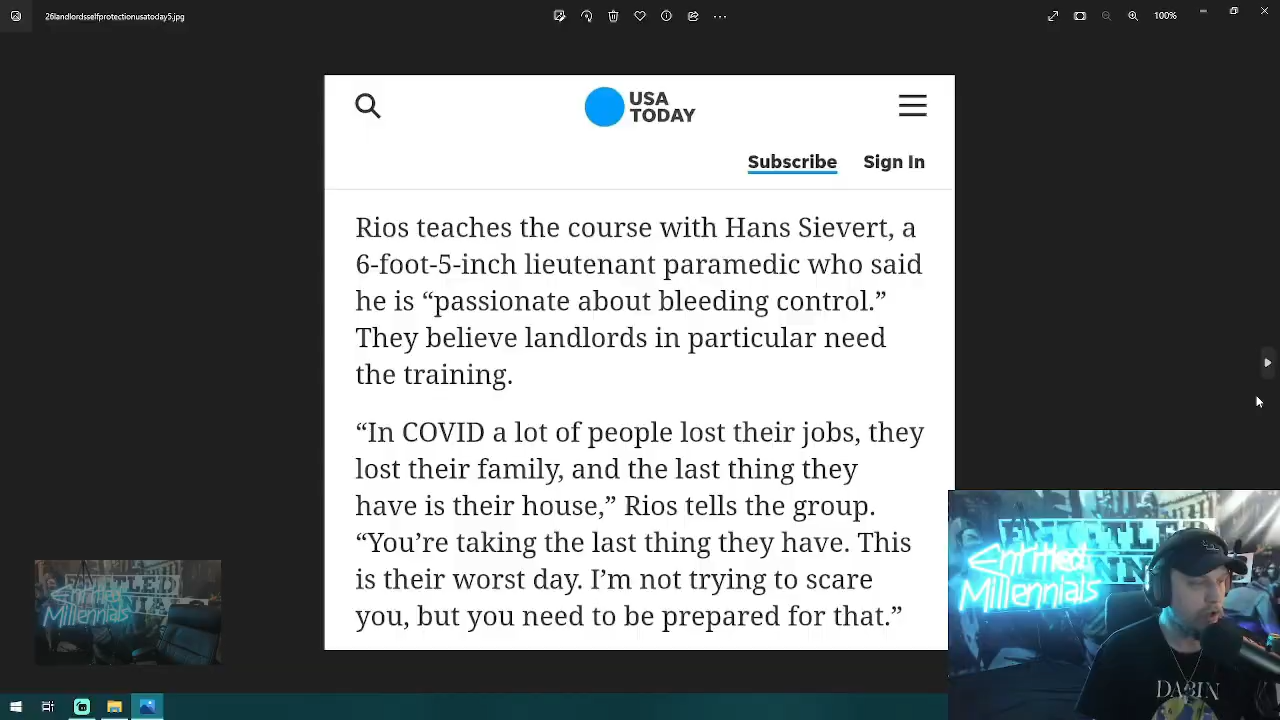 26landlordselfprotectionusatoday5.jpg
100%
USA
TODAY
Subscribe
Sign In
Rios teaches the course with Hans Sievert, a
6-foot-5-inch lieutenant paramedic who said
he is “passionate about bleeding control.”
They believe landlords in particular need
the training.
“In COVID a lot of people lost their jobs, they
lost their family, and the last thing they
have is their house,” Rios tells the group.
“You’re taking the last thing they have. This
is their worst day. I’m not trying to scare
you, but you need to be prepared for that.”
Entitled
Millennials
Entitled
Millennials
DABIN